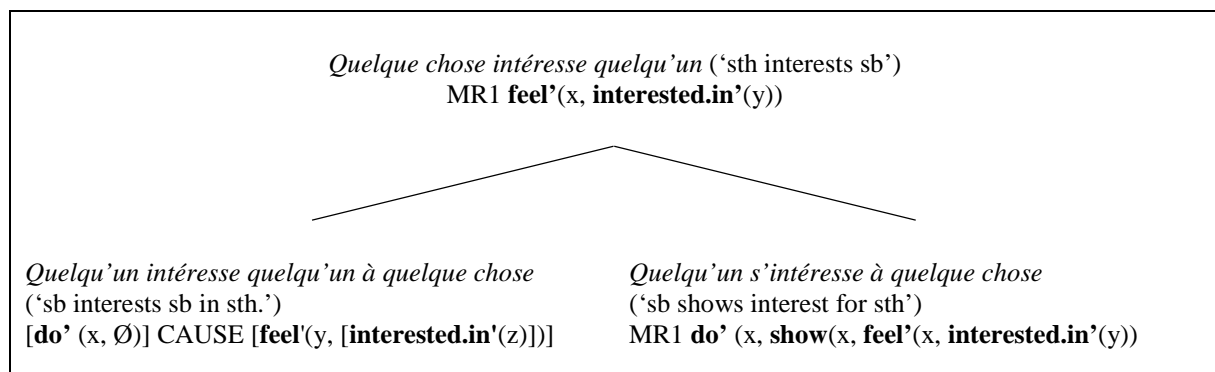 Quelque chose intéresse quelqu’un (‘sth interests sb’)
MR1 feel’(x, interested.in’(y))
Quelqu’un intéresse quelqu’un à quelque chose
(‘sb interests sb in sth.’)
[do’ (x, Ø)] CAUSE [feel'(y, [interested.in'(z)])]
Quelqu’un s’intéresse à quelque chose
(‘sb shows interest for sth’)
MR1 do’ (x, show(x, feel’(x, interested.in’(y))